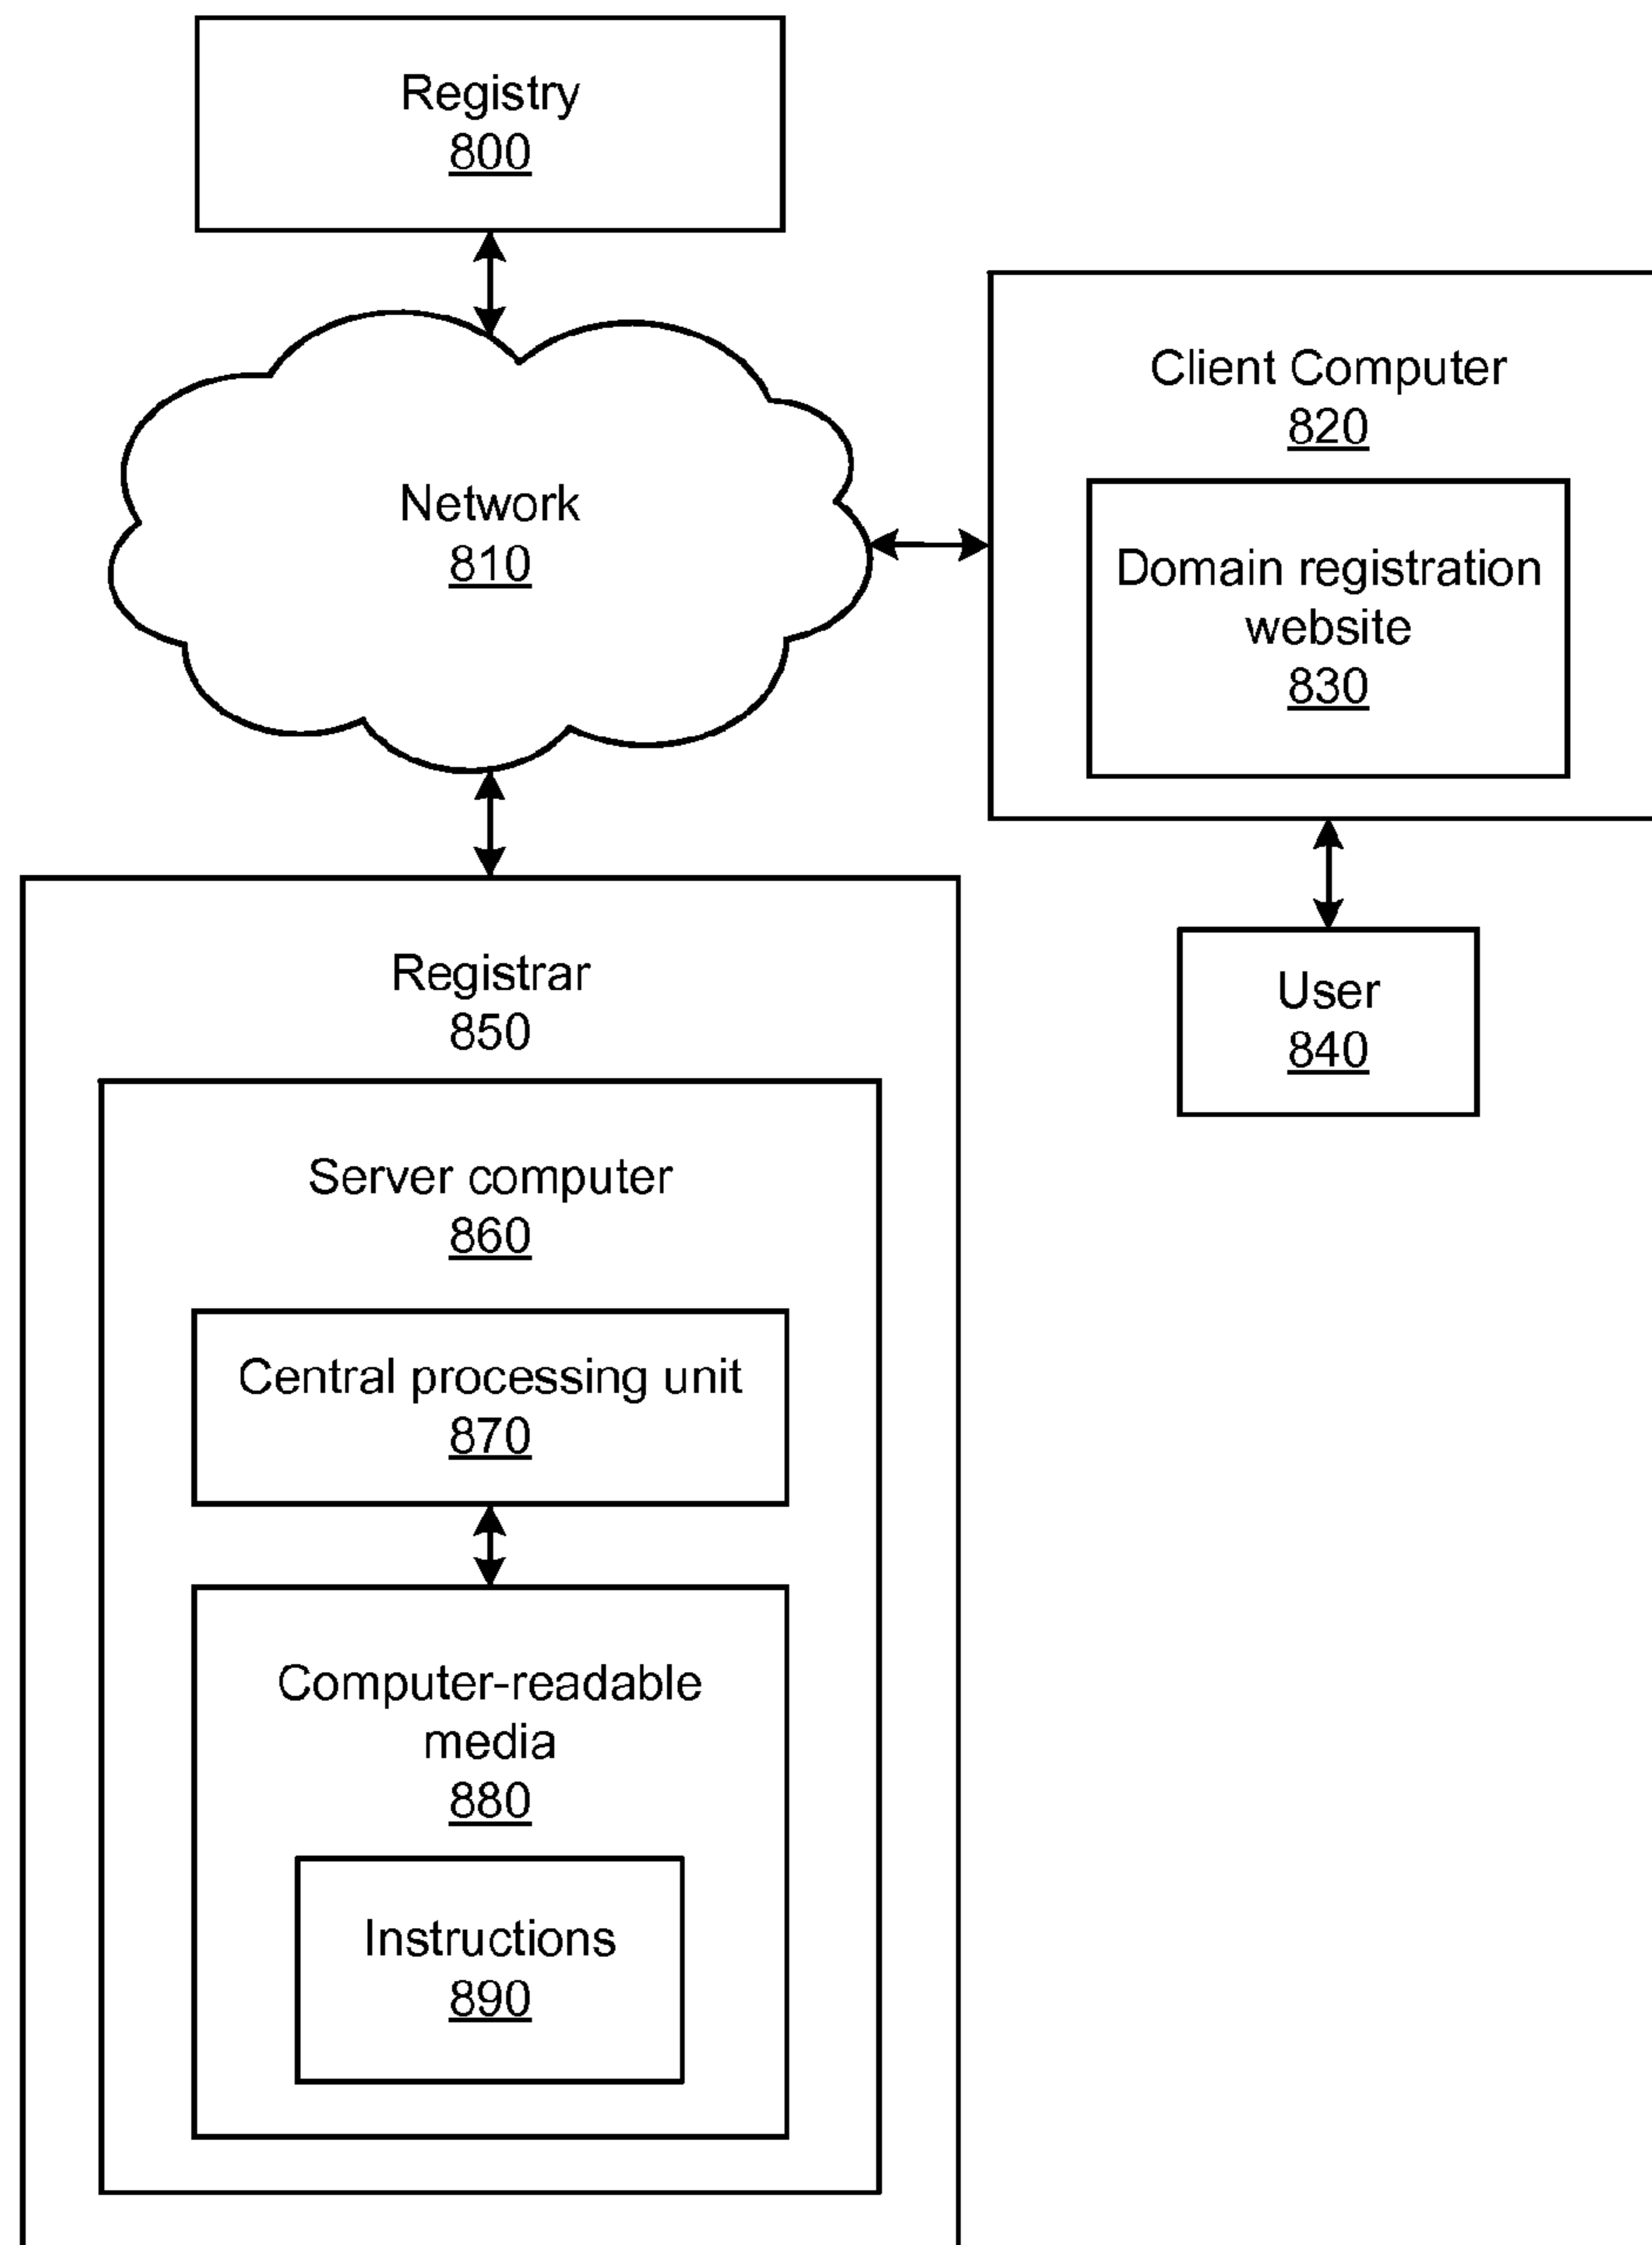 Registry
800
Network
810
Client Computer
820
Domain registration
website
830
User
840
Registrar
850
Server computer
860
Central processing unit
870
Computer-readable
media
880
Instructions
890